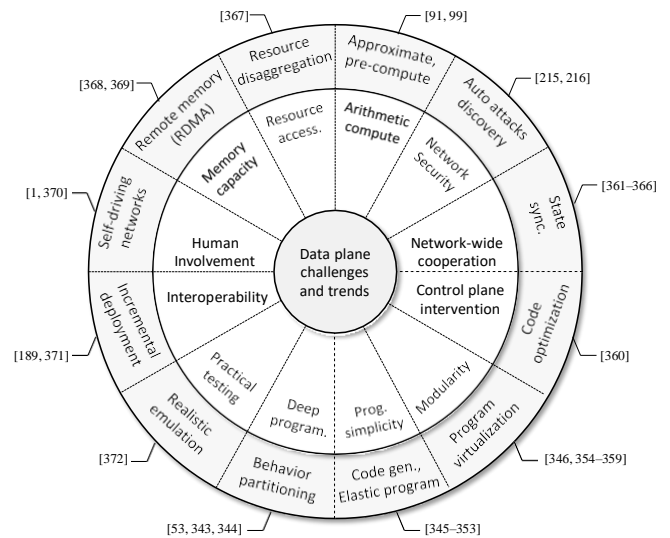 [367]
[91, 99]
[368, 369]
[215, 216]
Resource
disaggregation
Approximate,
pre-compute
Remote memory
(RDMA)
Auto attacks
discovery
Resource
access.
Arithmetic
compute
Memory
capacity
Network
Security
[1, 370]
[361–366]
Self-driving
networks
State
sync.
Human
Involvement
Network-wide
cooperation
Data plane
challenges
and trends
Interoperability
Control plane
intervention
Incremental
deployment
Code
optimization
[189, 371]
[360]
Practical
testing
Modularity
Deep
program.
Prog.
simplicity
Realistic
emulation
Program
virtualization
Behavior
partitioning
Code gen.,
Elastic program
[372]
[346, 354–359]
[53, 343, 344]
[345–353]